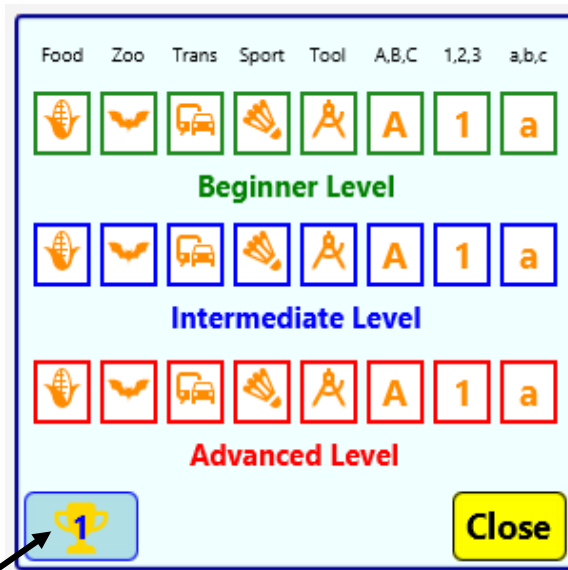 Food Zoo Trans Sport Tool A,B,C 1,2,3 a,b,c
A 1 a
Beginner Level
A 1 a
Intermediate Level
A 1 a
Advanced Level
1 Close